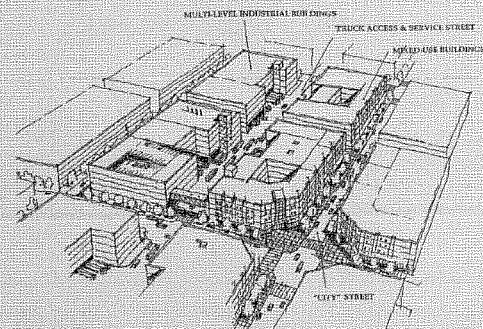 MULTI-LEVEL INDUSTRIAL BUILDINGS
TRUCK ACCESS & SERVICE STREET
MIXED-USE BUILDINGS
"CITY" STREET